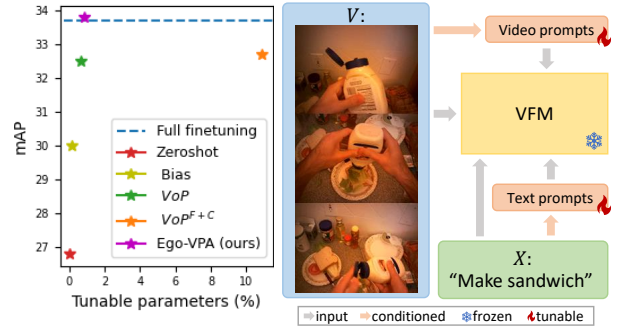 34
33
32
31
30
29
28
27
mAP
0
2
4
6
8
10
Tunable parameters (%)
Full finetuning
Zeroshot
Bias
VoP
VoP^{F+C}
Ego-VPA (ours)
V:
Video prompts
VFM
Text prompts
X:
“Make sandwich”
input
conditioned
frozen
tunable